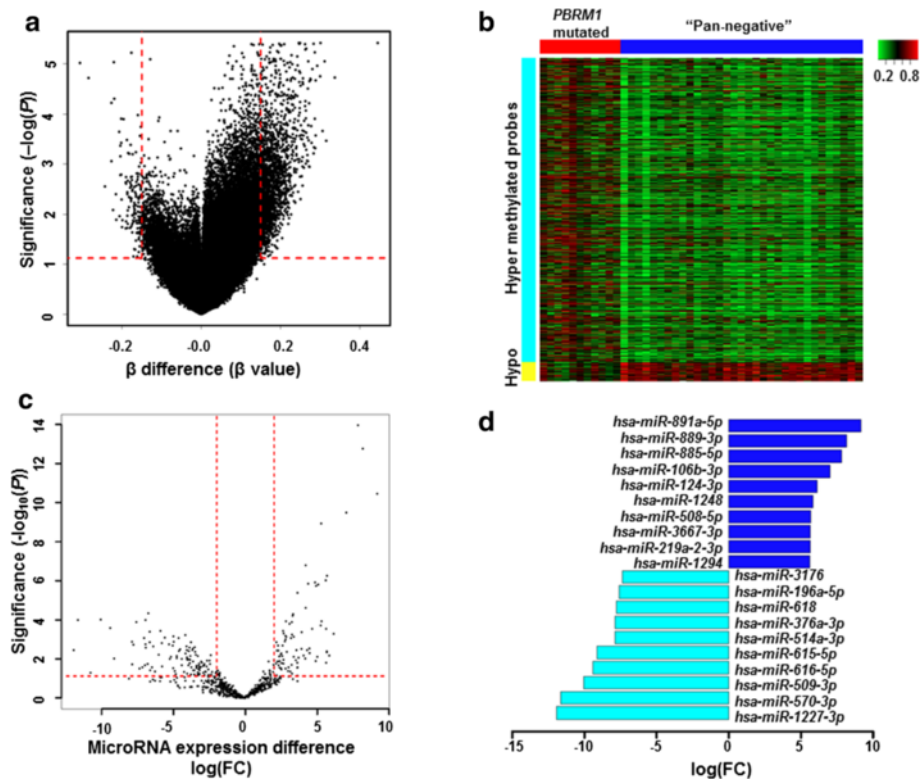 a
Significance (–log(P)
5
4
3
2
1
0
-0.2
-0.0
0.2
0.4
β difference (β value)
b
PBRM1
mutated
“Pan-negative”
0.2 0.8
Hyper methylated probes
Hypo
c
Significance (-log₁₀(P))
14
12
10
8
6
4
2
0
-10
-5
0
5
10
MicroRNA expression difference
log(FC)
d
hsa-miR-891a-5p
hsa-miR-889-3p
hsa-miR-885-5p
hsa-miR-106b-3p
hsa-miR-124-3p
hsa-miR-1248
hsa-miR-508-5p
hsa-miR-3667-3p
hsa-miR-219a-2-3p
hsa-miR-1294
hsa-miR-3176
hsa-miR-196a-5p
hsa-miR-618
hsa-miR-376a-3p
hsa-miR-514a-3p
hsa-miR-615-5p
hsa-miR-616-5p
hsa-miR-509-3p
hsa-miR-570-3p
hsa-miR-1227-3p
-15
-10
-5
0
5
10
log(FC)